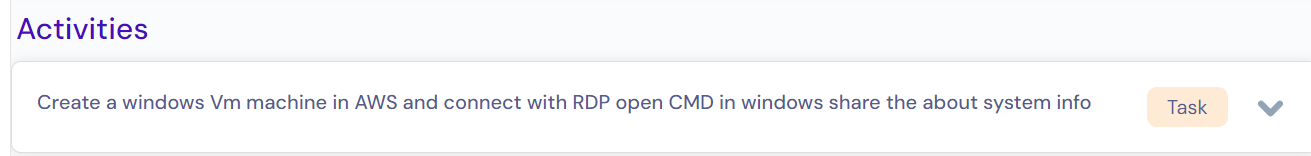 Activities
Create a windows Vm machine in AWS and connect with RDP open CMD in windows share the about system info
Task